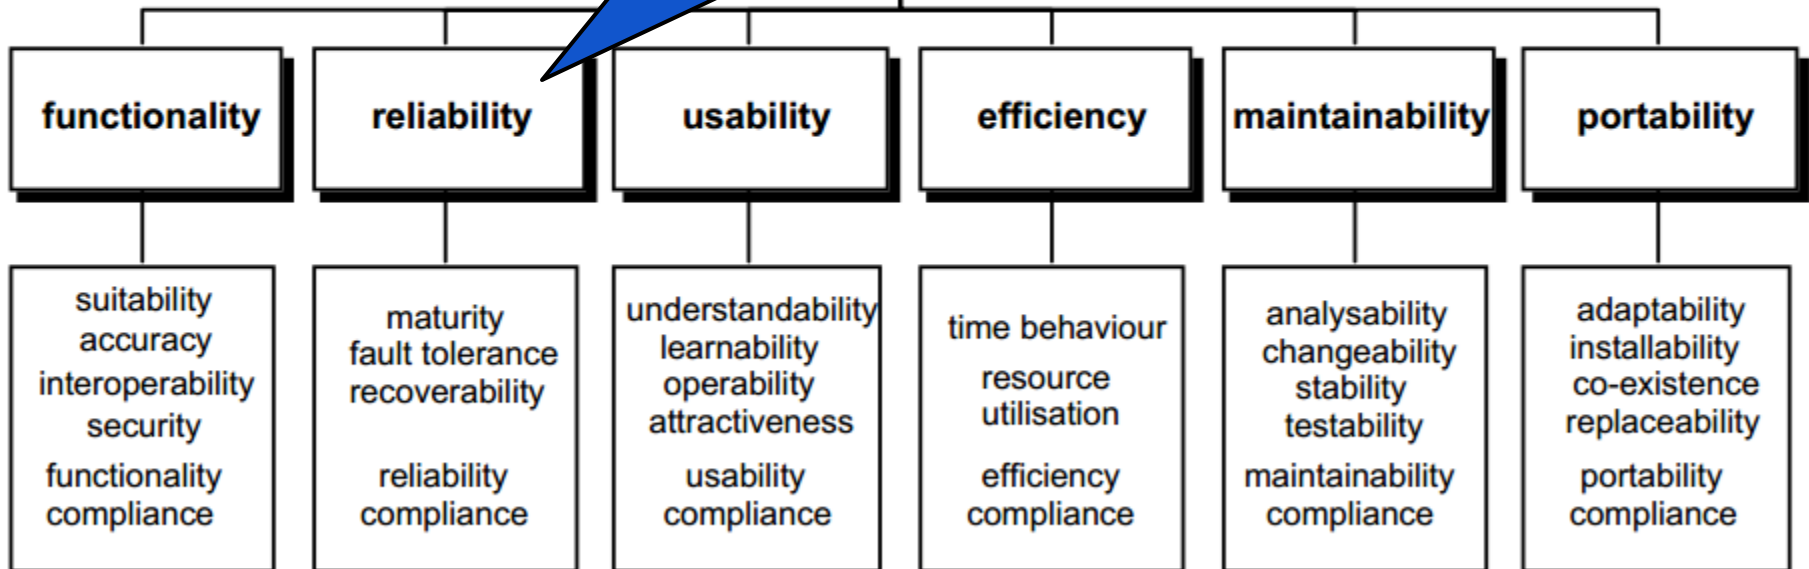 functionality
reliability
usability
efficiency
maintainability
portability
suitability
accuracy
interoperability
security
functionality
compliance
maturity
fault tolerance
recoverability
reliability
compliance
understandability
learnability
operability
attractiveness
usability
compliance
time behaviour
resource
utilisation
efficiency
compliance
analysability
changeability
stability
testability
maintainability
compliance
adaptability
installability
co-existence
replaceability
portability
compliance